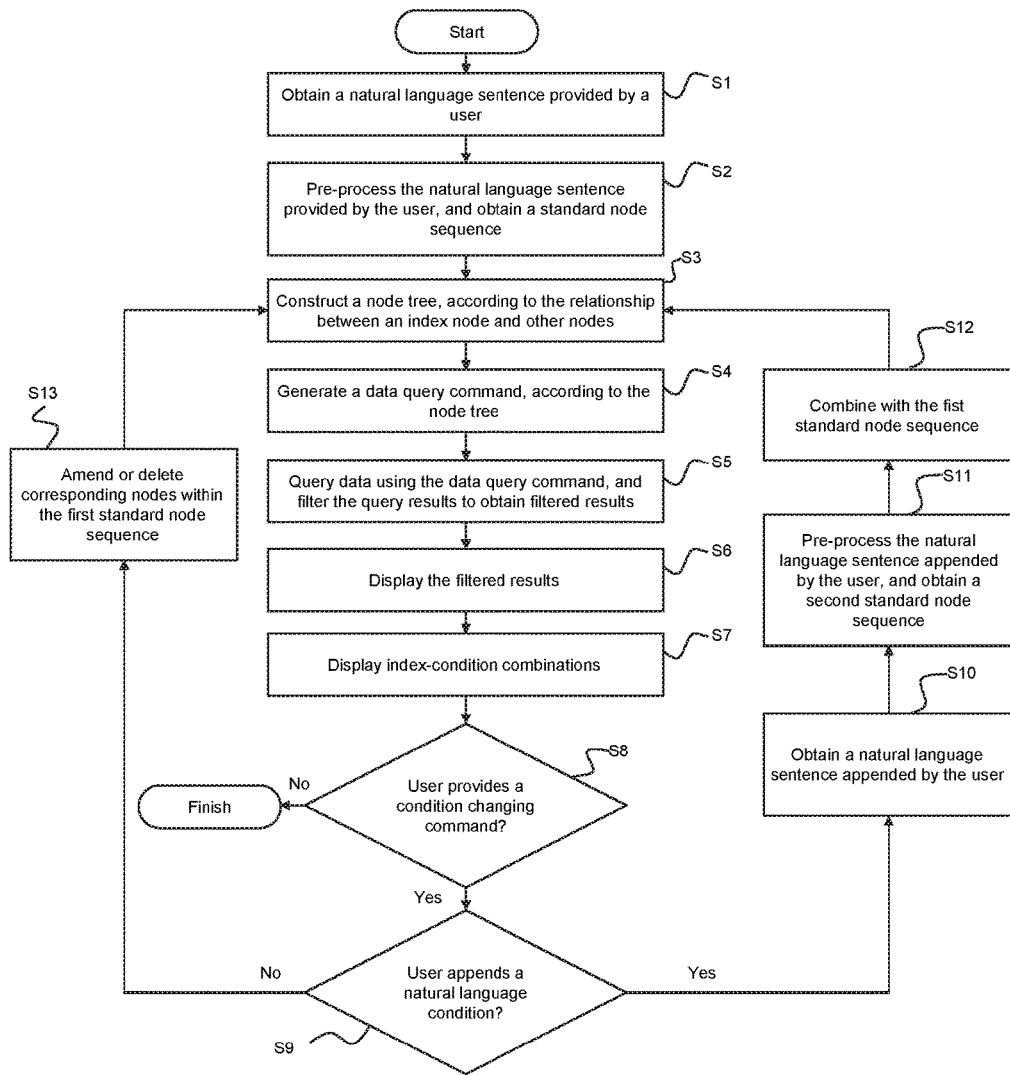 Start
S1
Obtain a natural language sentence provided by a
user
S2
Pre-process the natural language sentence
provided by the user, and obtain a standard node
sequence
S3
Construct a node tree, according to the relationship
between an index node and other nodes
S4
Generate a data query command, according to the
node tree
S5
Query data using the data query command, and
filter the query results to obtain filtered results
S6
Display the filtered results
S7
Display index-condition combinations
S8
User provides a
condition changing
command?
No
Finish
Yes
S9
User appends a
natural language
condition?
No
Yes
S10
Obtain a natural language
sentence appended by the user
S11
Pre-process the natural
language sentence appended
by the user, and obtain a
second standard node
sequence
S12
Combine with the fist
standard node sequence
S13
Amend or delete
corresponding nodes within
the first standard node
sequence